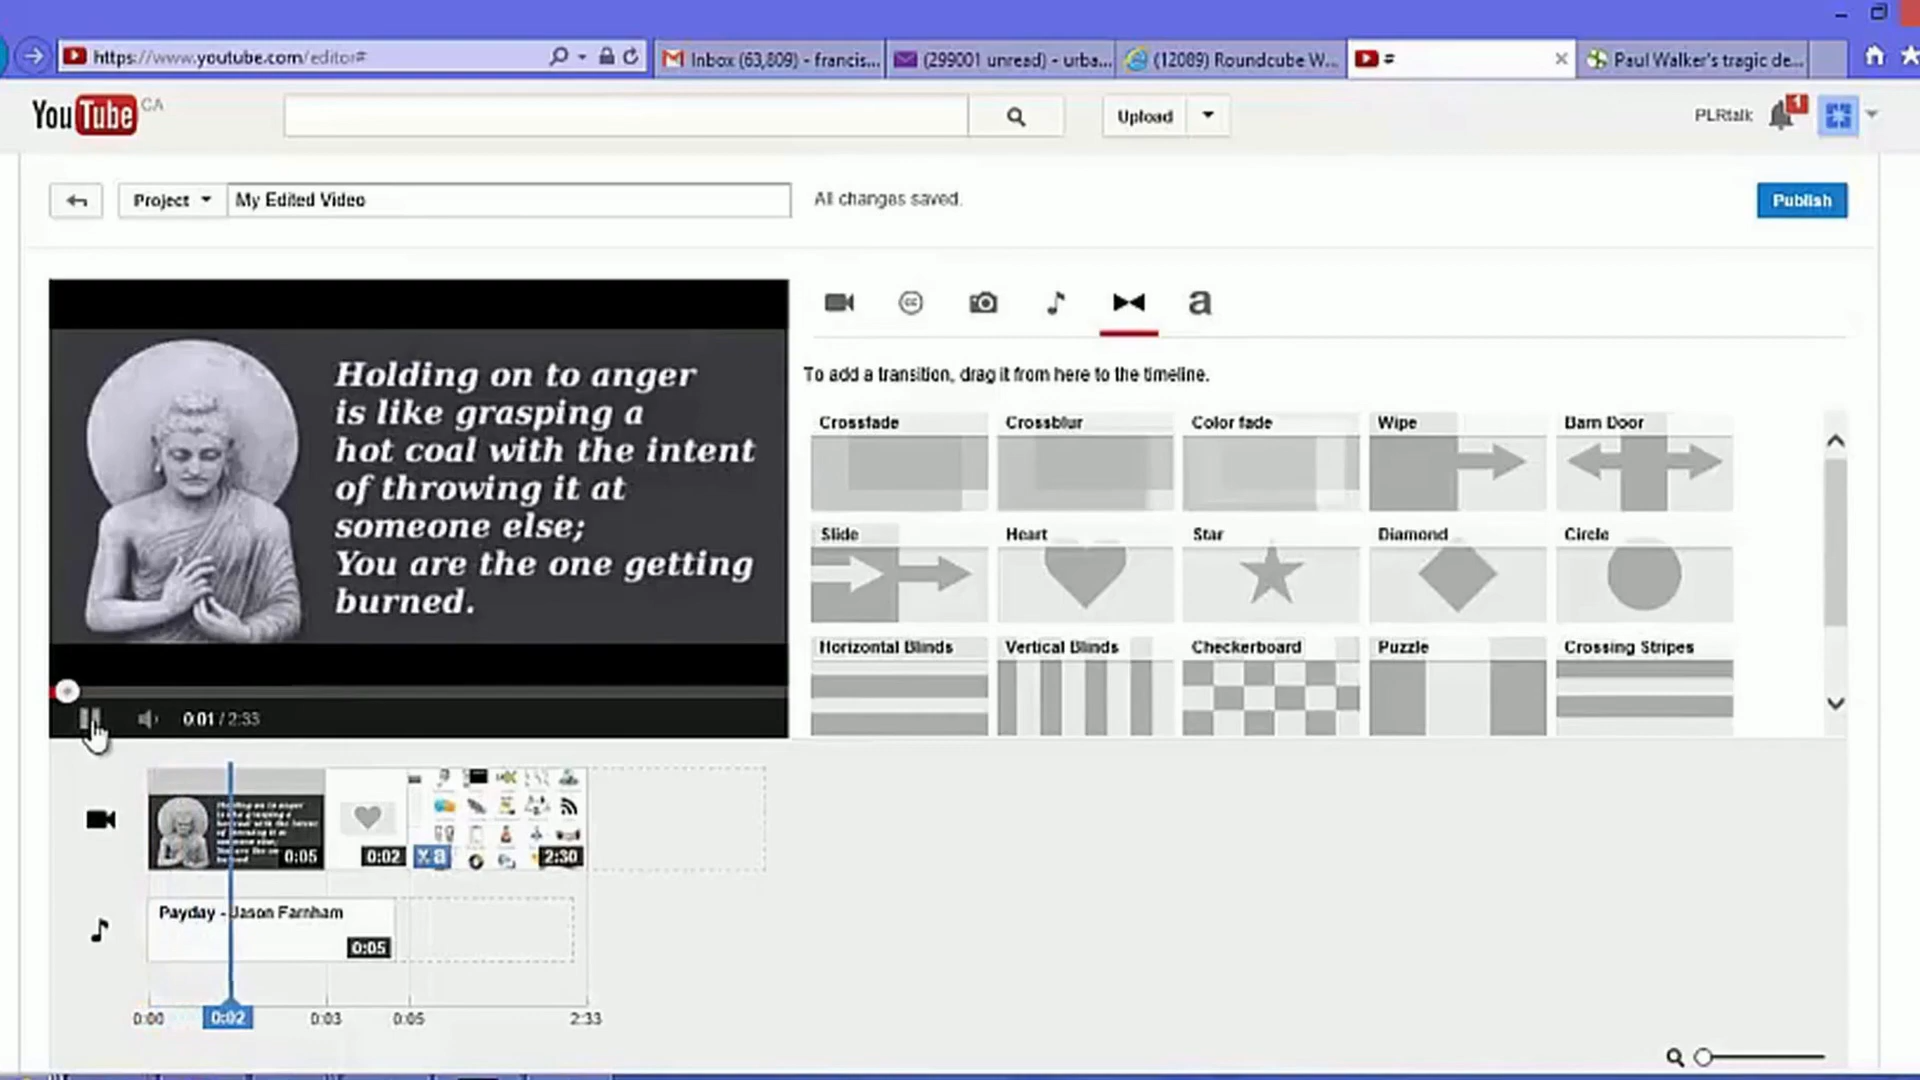 https://www.youtube.com/editor#
Inbox (63,809) - francis...
(299001 unread) - urba...
(12089) Roundcube W...
#
Paul Walker's tragic de...
YouTube CA
Upload
PLRtalk
1
Project
My Edited Video
All changes saved.
Publish
Holding on to anger
is like grasping a
hot coal with the intent
of throwing it at
someone else;
You are the one getting
burned.
0:01 / 2:33
cc
a
To add a transition, drag it from here to the timeline.
Crossfade
Crossblur
Color fade
Wipe
Barn Door
Slide
Heart
Star
Diamond
Circle
Horizontal Blinds
Vertical Blinds
Checkerboard
Puzzle
Crossing Stripes
0:05
0:02
a
2:30
Payday - Jason Farnham
0:05
0:00
0:02
0:03
0:05
2:33